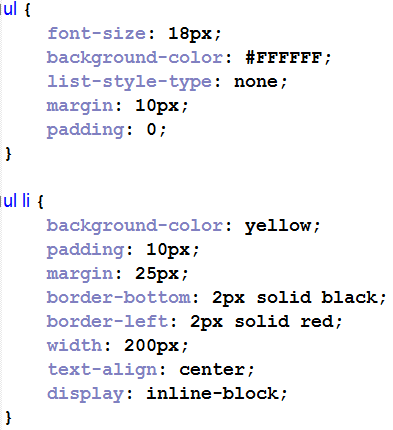 ul {
font-size: 18px;
background-color: #FFFFFF;
list-style-type: none;
margin: 10px;
padding: 0;
}
ul li {
background-color: yellow;
padding: 10px;
margin: 25px;
border-bottom: 2px solid black;
border-left: 2px solid red;
width: 200px;
text-align: center;
display: inline-block;
}